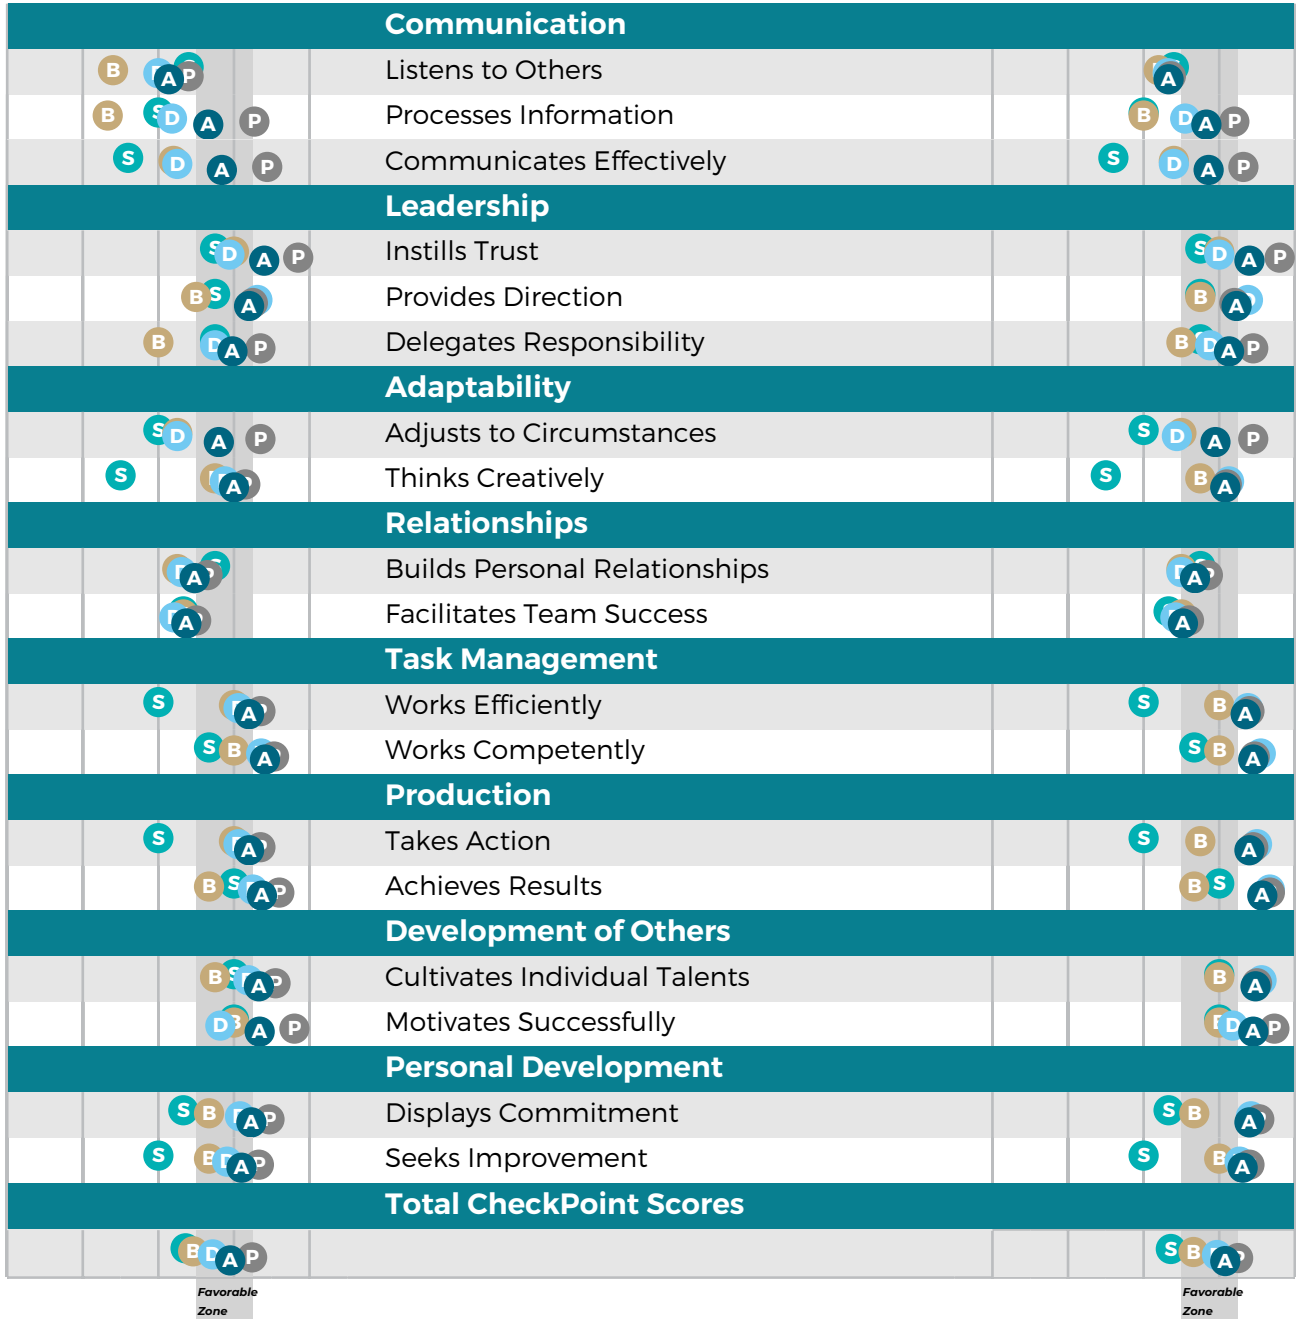 Communication
B D A P Listens to Others A
B S D A P Processes Information B D A P
S D A P Communicates Effectively S D A P
Leadership
S D A P Instills Trust S D A P
B S A Provides Direction B A
B D A P Delegates Responsibility B D A P
Adaptability
S D A P Adjusts to Circumstances S D A P
S A Thinks Creatively S B A
Relationships
A Builds Personal Relationships A
A Facilitates Team Success A
Task Management
S A Works Efficiently S B A
S B A Works Competently S B A
Production
S A Takes Action S B A
B S A P Achieves Results B S A
Development of Others
B S A P Cultivates Individual Talents B A
D B A P Motivates Successfully B D A P
Personal Development
S B A P Displays Commitment S B A
S B D A P Seeks Improvement S B A
Total CheckPoint Scores
B D A P S B A P
Favorable Favorable
Zone Zone